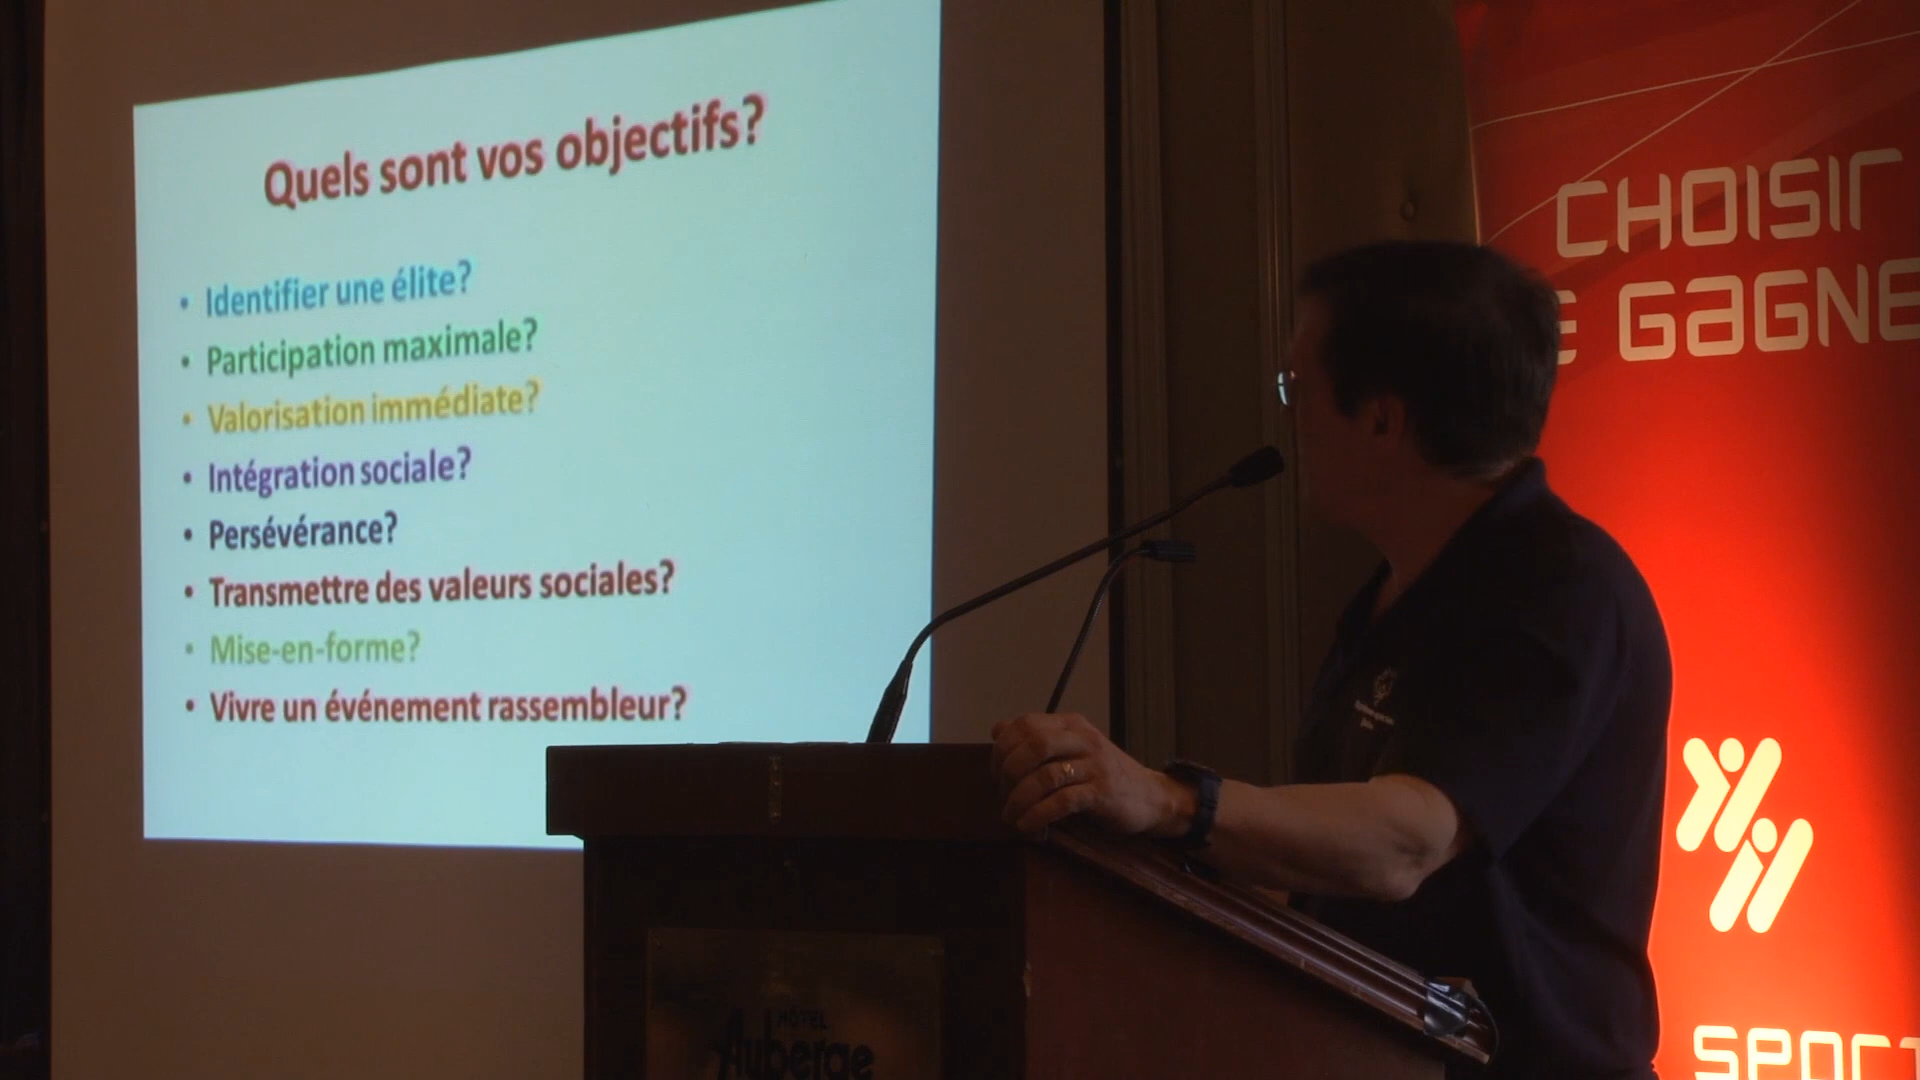 Quels sont vos objectifs?
• Identifier une élite?
• Participation maximale?
• Valorisation immédiate?
• Intégration sociale?
• Persévérance?
• Transmettre des valeurs sociales?
• Mise-en-forme?
• Vivre un événement rassembleur?
CHOISIR
GAGNE
SPORT
HÔTEL
Auberge